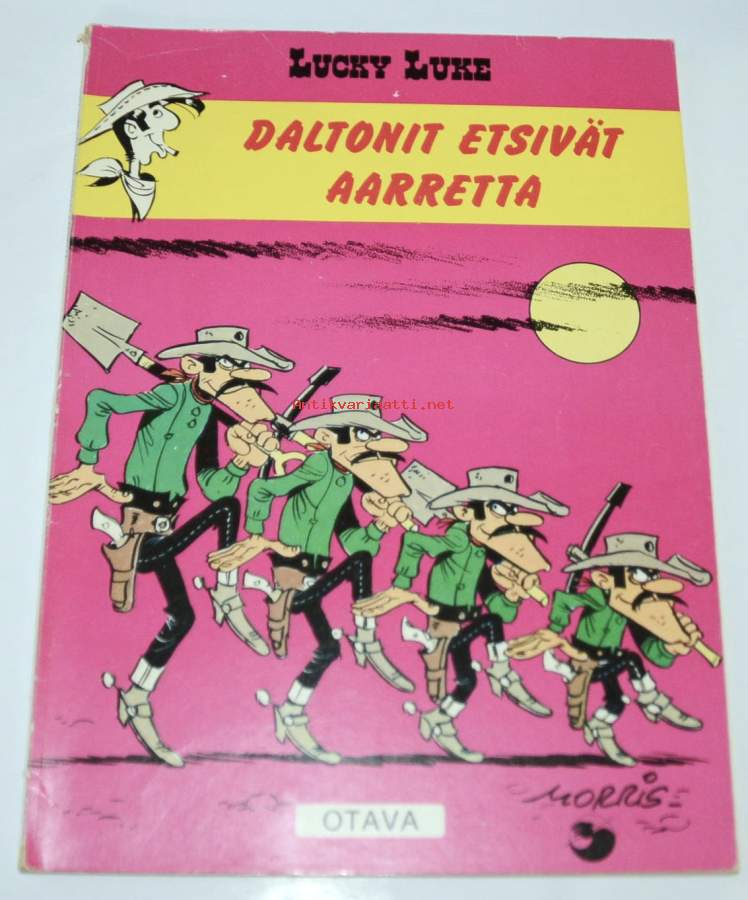 LUCKY LUKE
DALTONIT ETSIVÄT
AARRETTA
antikvariaatti.net
MORRIS
OTAVA